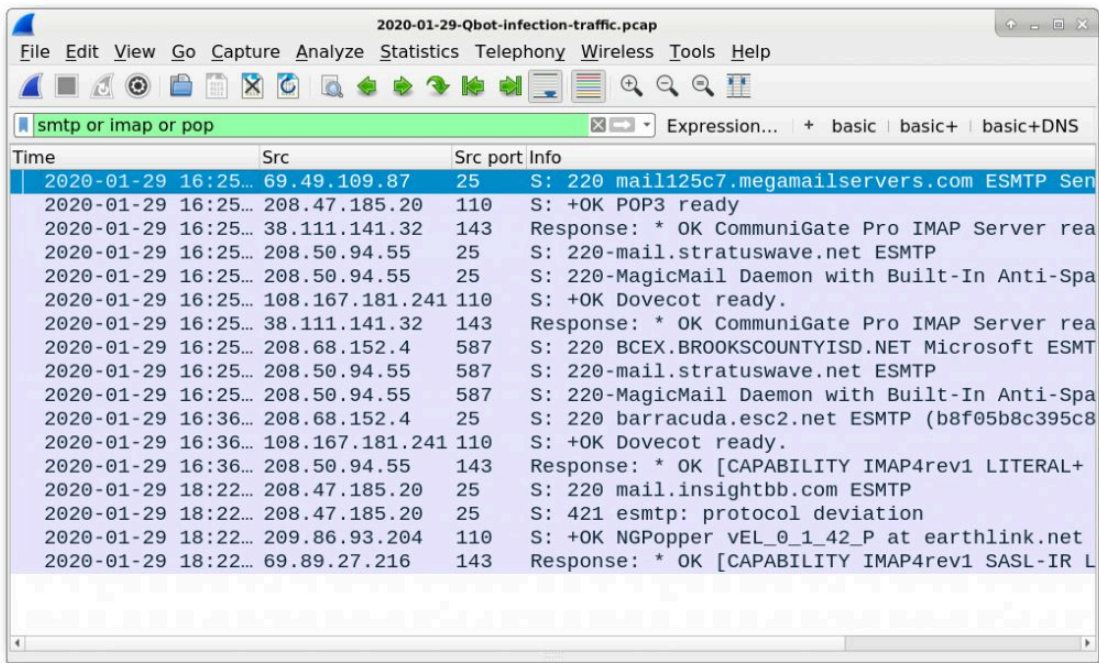 2020-01-29-Qbot-infection-traffic.pcap
File Edit View Go Capture Analyze Statistics Telephony Wireless Tools Help
smtp or imap or pop Expression... + basic basic+ basic+DNS
Time Src Src port Info
2020-01-29 16:25… 69.49.109.87 25 S: 220 mail125c7.megamailservers.com ESMTP Sen
2020-01-29 16:25… 208.47.185.20 110 S: +OK POP3 ready
2020-01-29 16:25… 38.111.141.32 143 Response: * OK CommuniGate Pro IMAP Server rea
2020-01-29 16:25… 208.50.94.55 25 S: 220-mail.stratuswave.net ESMTP
2020-01-29 16:25… 208.50.94.55 25 S: 220-MagicMail Daemon with Built-In Anti-Spa
2020-01-29 16:25… 108.167.181.241 110 S: +OK Dovecot ready.
2020-01-29 16:25… 38.111.141.32 143 Response: * OK CommuniGate Pro IMAP Server rea
2020-01-29 16:25… 208.68.152.4 587 S: 220 BCEX.BROOKSCOUNTYISD.NET Microsoft ESMT
2020-01-29 16:25… 208.50.94.55 587 S: 220-mail.stratuswave.net ESMTP
2020-01-29 16:25… 208.50.94.55 587 S: 220-MagicMail Daemon with Built-In Anti-Spa
2020-01-29 16:36… 208.68.152.4 25 S: 220 barracuda.esc2.net ESMTP (b8f05b8c395c8
2020-01-29 16:36… 108.167.181.241 110 S: +OK Dovecot ready.
2020-01-29 16:36… 208.50.94.55 143 Response: * OK [CAPABILITY IMAP4rev1 LITERAL+
2020-01-29 18:22… 208.47.185.20 25 S: 220 mail.insightbb.com ESMTP
2020-01-29 18:22… 208.47.185.20 25 S: 421 esmtp: protocol deviation
2020-01-29 18:22… 209.86.93.204 110 S: +OK NGPopper vEL_0_1_42_P at earthlink.net
2020-01-29 18:22… 69.89.27.216 143 Response: * OK [CAPABILITY IMAP4rev1 SASL-IR L